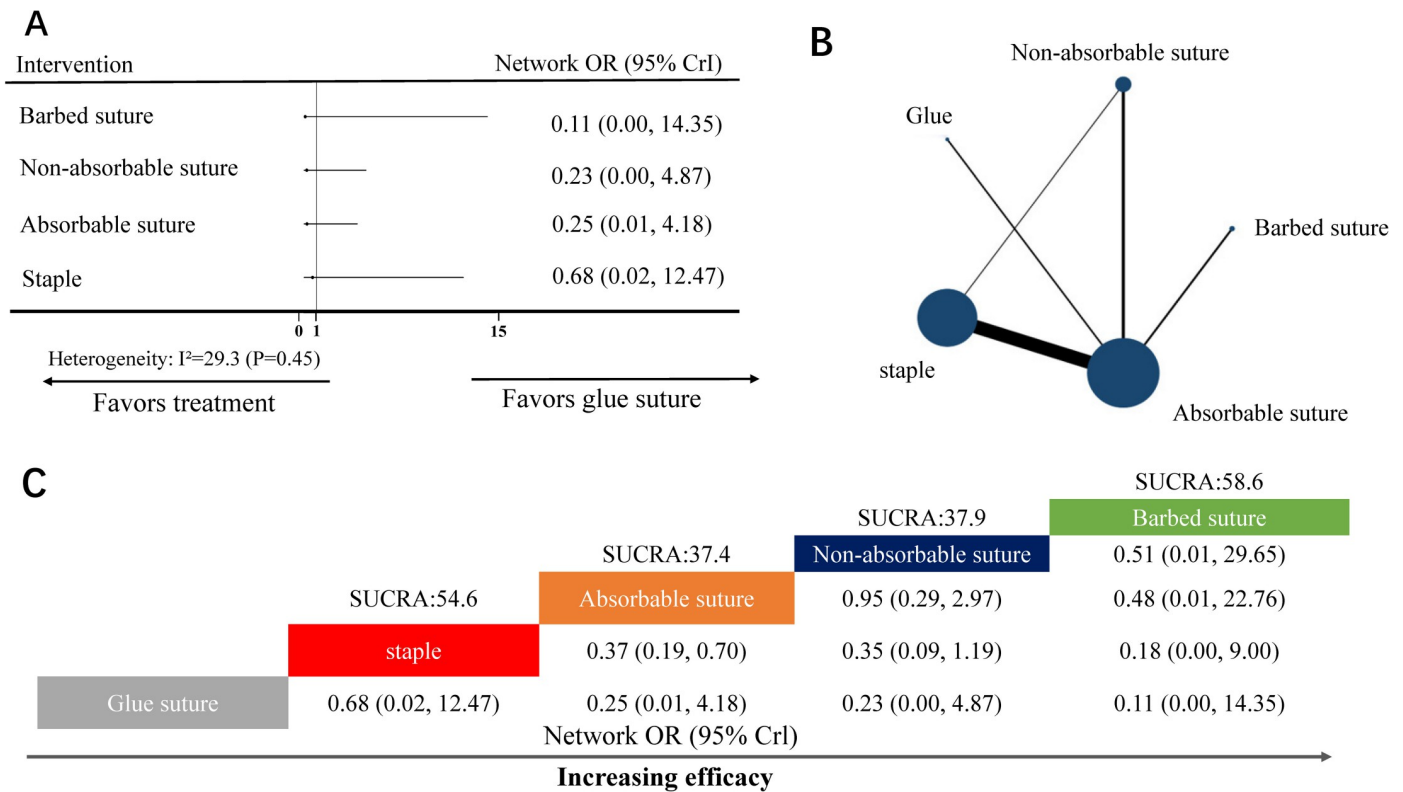 A
Intervention Network OR (95% CrI)
Barbed suture 0.11 (0.00, 14.35)
Non-absorbable suture 0.23 (0.00, 4.87)
Absorbable suture 0.25 (0.01, 4.18)
Staple 0.68 (0.02, 12.47)
0 1 15
Heterogeneity: I²=29.3 (P=0.45)
Favors treatment Favors glue suture
B
Non-absorbable suture
Glue
Barbed suture
staple
Absorbable suture
C
SUCRA:58.6
SUCRA:37.9 Barbed suture
SUCRA:37.4 Non-absorbable suture 0.51 (0.01, 29.65)
SUCRA:54.6 Absorbable suture 0.95 (0.29, 2.97) 0.48 (0.01, 22.76)
staple 0.37 (0.19, 0.70) 0.35 (0.09, 1.19) 0.18 (0.00, 9.00)
Glue suture 0.68 (0.02, 12.47) 0.25 (0.01, 4.18) 0.23 (0.00, 4.87) 0.11 (0.00, 14.35)
Network OR (95% Crl)
Increasing efficacy